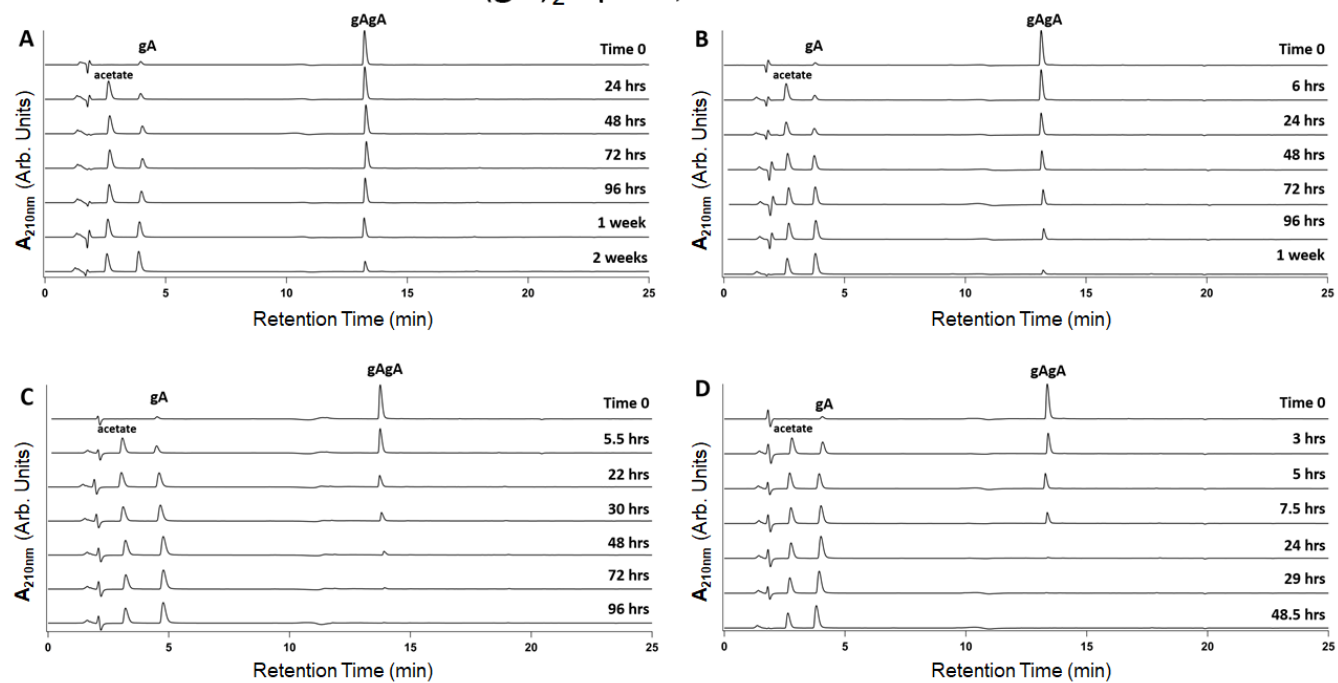 A
gA
gAgA
acetate
Time 0
24 hrs
48 hrs
72 hrs
96 hrs
1 week
2 weeks
A210nm (Arb. Units)
0 5 10 15 20 25
Retention Time (min)
B
gA
gAgA
acetate
Time 0
6 hrs
24 hrs
48 hrs
72 hrs
96 hrs
1 week
A210nm (Arb. Units)
0 5 10 15 20 25
Retention Time (min)
C
gA
gAgA
acetate
Time 0
5.5 hrs
22 hrs
30 hrs
48 hrs
72 hrs
96 hrs
A210nm (Arb. Units)
0 5 10 15 20 25
Retention Time (min)
D
gA
gAgA
acetate
Time 0
3 hrs
5 hrs
7.5 hrs
24 hrs
29 hrs
48.5 hrs
A210nm (Arb. Units)
0 5 10 15 20 25
Retention Time (min)